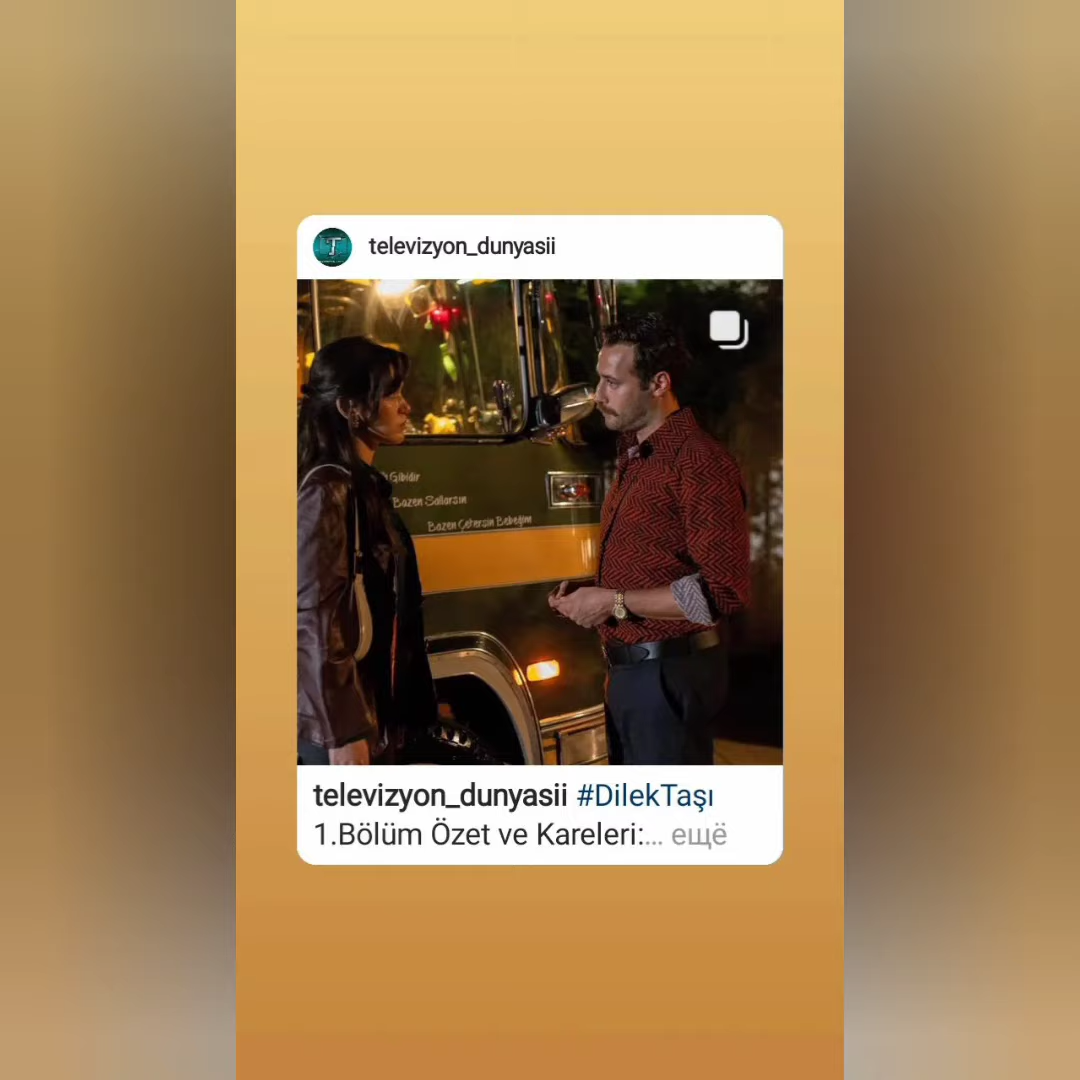 televizyon_dunyasii
Gibidir
Bazen Sallarsın
Bazen Çekersin Bebeğim
televizyon_dunyasii #DilekTaşı
1.Bölüm Özet ve Kareleri:... ещё